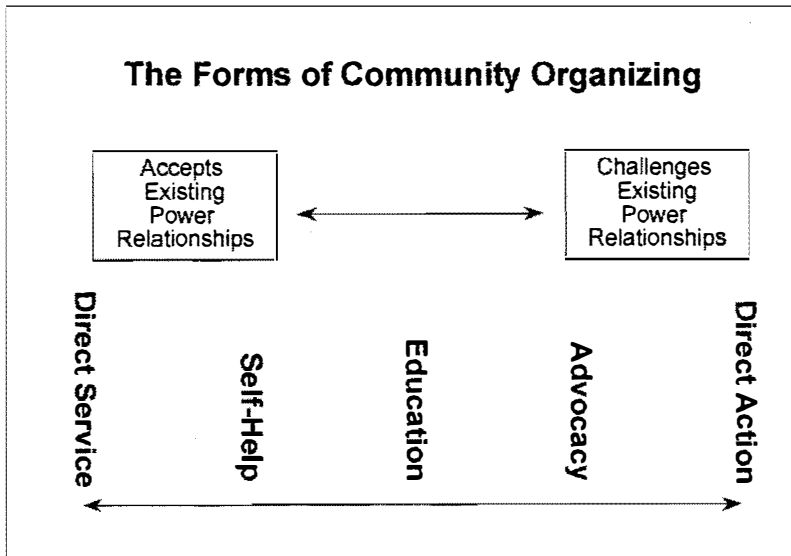 The Forms of Community Organizing
Accepts
Existing
Power
Relationships
Challenges
Existing
Power
Relationships
Direct Service
Self-Help
Education
Advocacy
Direct Action